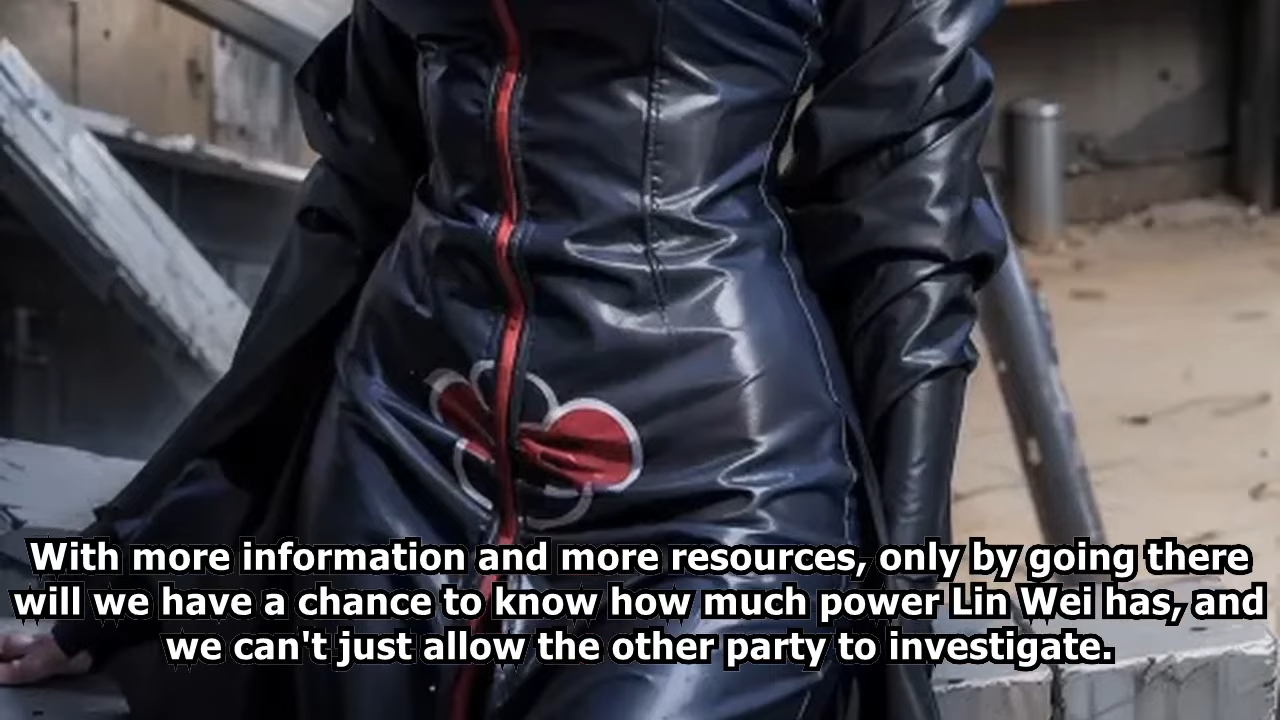 With more information and more resources, only by going there
will we have a chance to know how much power Lin Wei has, and
we can't just allow the other party to investigate.